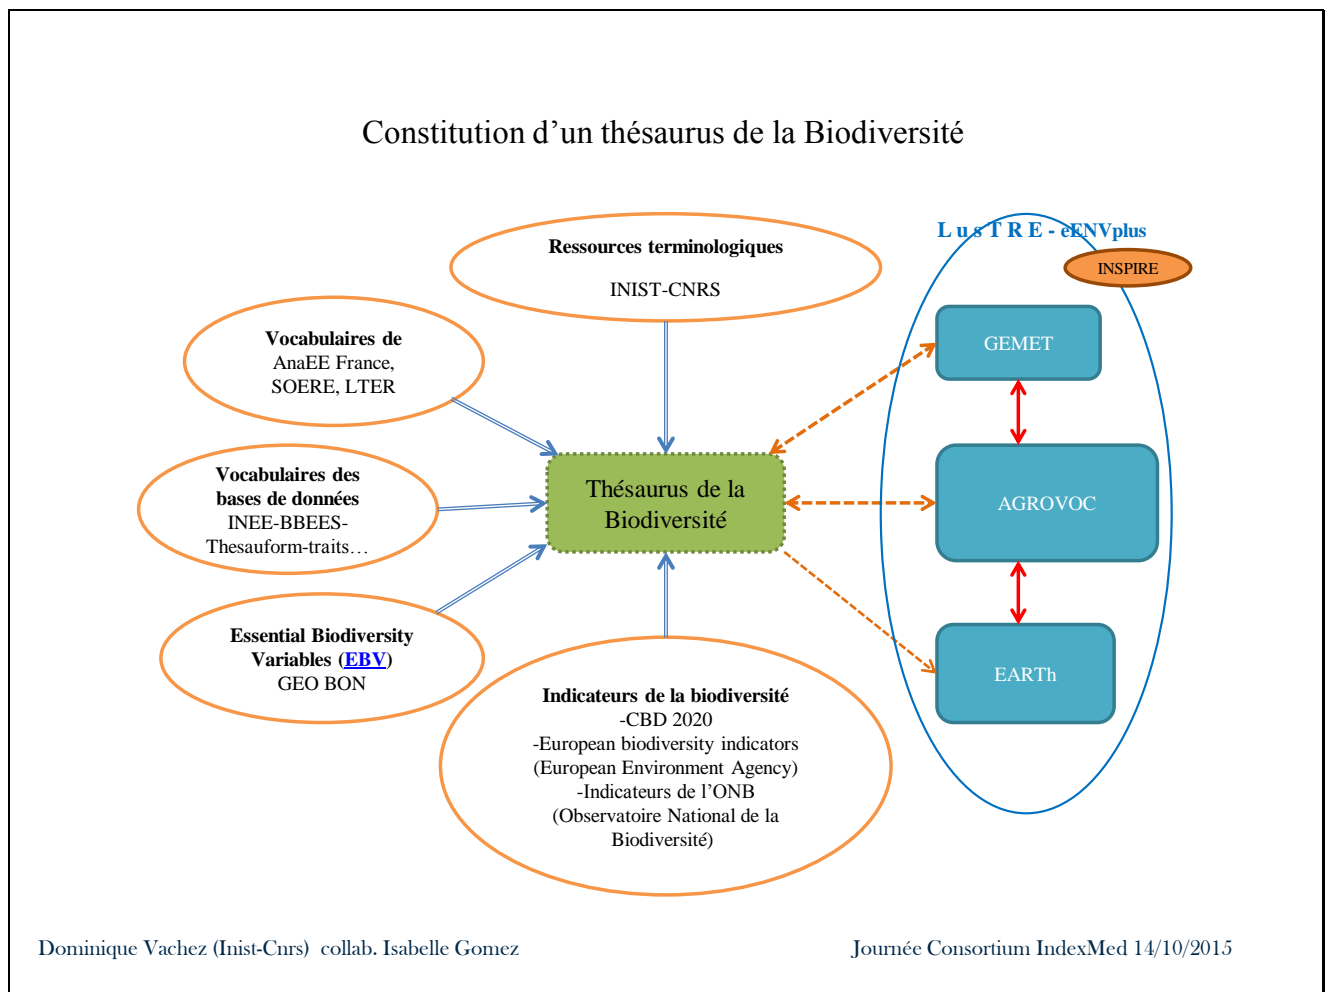 Constitution d’un thésaurus de la Biodiversité
Ressources terminologiques
INIST-CNRS
L u s T R E - eENVplus
INSPIRE
Vocabulaires de
AnaEE France,
SOERE, LTER
GEMET
Vocabulaires des
bases de données
INEE-BBEES-
Thesauform-traits…
Thésaurus de la
Biodiversité
AGROVOC
Essential Biodiversity
Variables (EBV)
GEO BON
EARTh
Indicateurs de la biodiversité
-CBD 2020
-European biodiversity indicators
(European Environment Agency)
-Indicateurs de l’ONB
(Observatoire National de la
Biodiversité)
Dominique Vachez (Inist-Cnrs)  collab. Isabelle Gomez
Journée Consortium IndexMed 14/10/2015